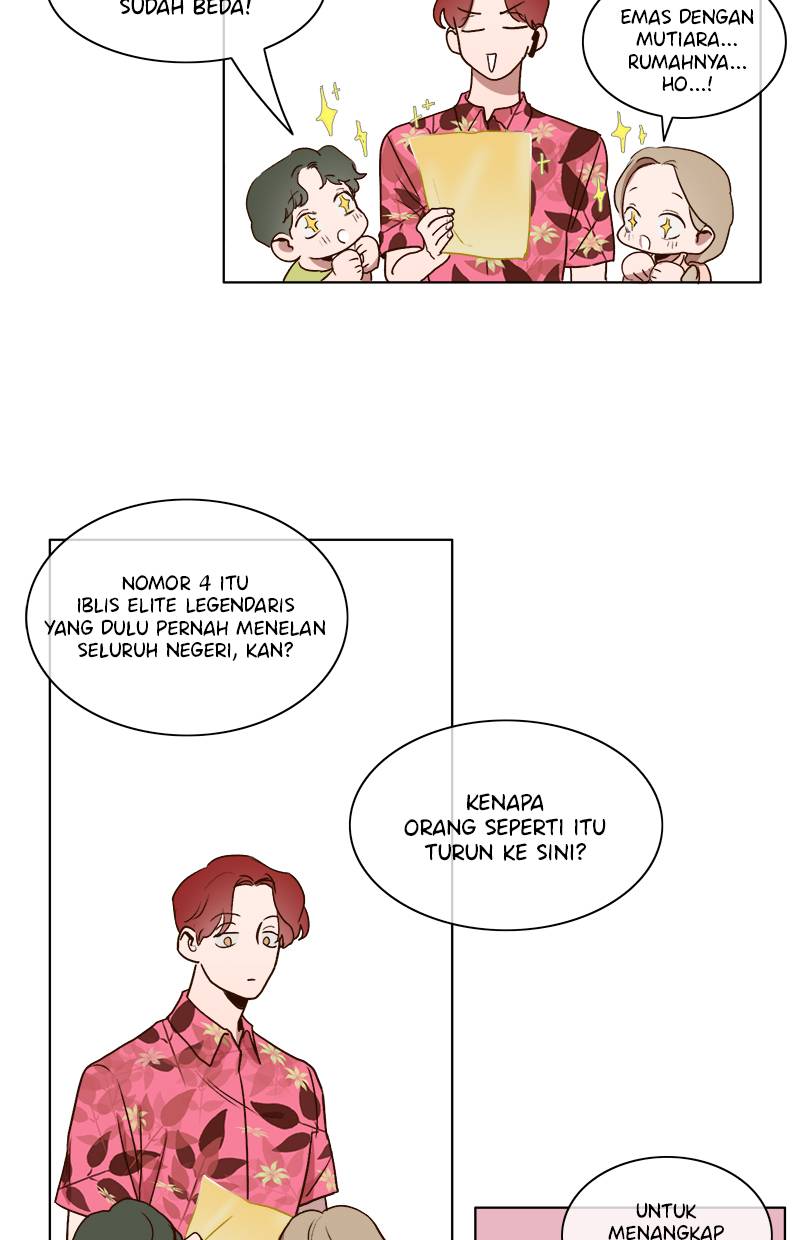 SUDAH BEDA!
EMAS DENGAN
MUTIARA...
RUMAHNYA...
HO...!
NOMOR 4 ITU
IBLIS ELITE LEGENDARIS
YANG DULU PERNAH MENELAN
SELURUH NEGERI, KAN?
KENAPA
ORANG SEPERTI ITU
TURUN KE SINI?
UNTUK
MENANGKAP